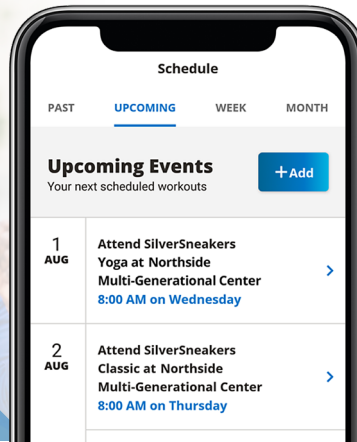 Schedule
PAST UPCOMING WEEK MONTH
Upcoming Events
Your next scheduled workouts
+Add
1
AUG
Attend SilverSneakers
Yoga at Northside
Multi-Generational Center
8:00 AM on Wednesday
2
AUG
Attend SilverSneakers
Classic at Northside
Multi-Generational Center
8:00 AM on Thursday